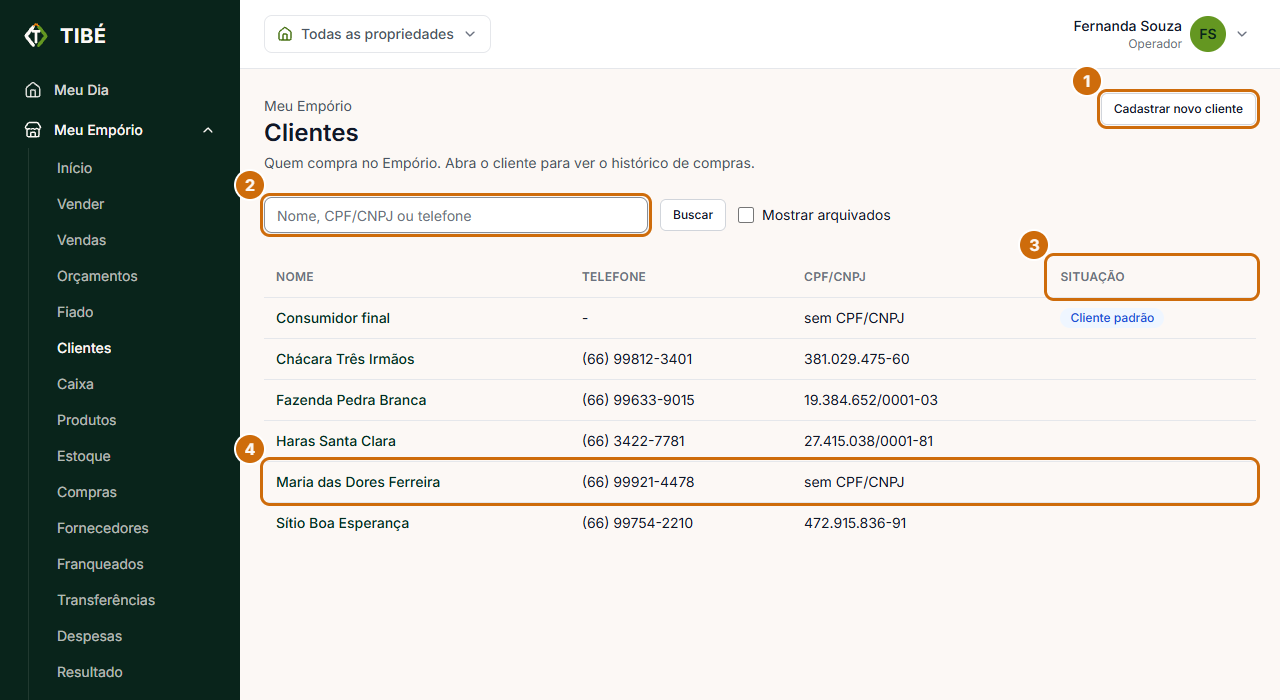 TIBÉ
Meu Dia
Meu Empório
Início
Vender
Vendas
Orçamentos
Fiado
Clientes
Caixa
Produtos
Estoque
Compras
Fornecedores
Franqueados
Transferências
Despesas
Resultado
Todas as propriedades
Fernanda Souza
Operador
FS
1
Meu Empório
Cadastrar novo cliente
Clientes
Quem compra no Empório. Abra o cliente para ver o histórico de compras.
2
Nome, CPF/CNPJ ou telefone Buscar Mostrar arquivados
3
NOME TELEFONE CPF/CNPJ SITUAÇÃO
Consumidor final - sem CPF/CNPJ Cliente padrão
Chácara Três Irmãos (66) 99812-3401 381.029.475-60
Fazenda Pedra Branca (66) 99633-9015 19.384.652/0001-03
Haras Santa Clara (66) 3422-7781 27.415.038/0001-81
4
Maria das Dores Ferreira (66) 99921-4478 sem CPF/CNPJ
Sítio Boa Esperança (66) 99754-2210 472.915.836-91